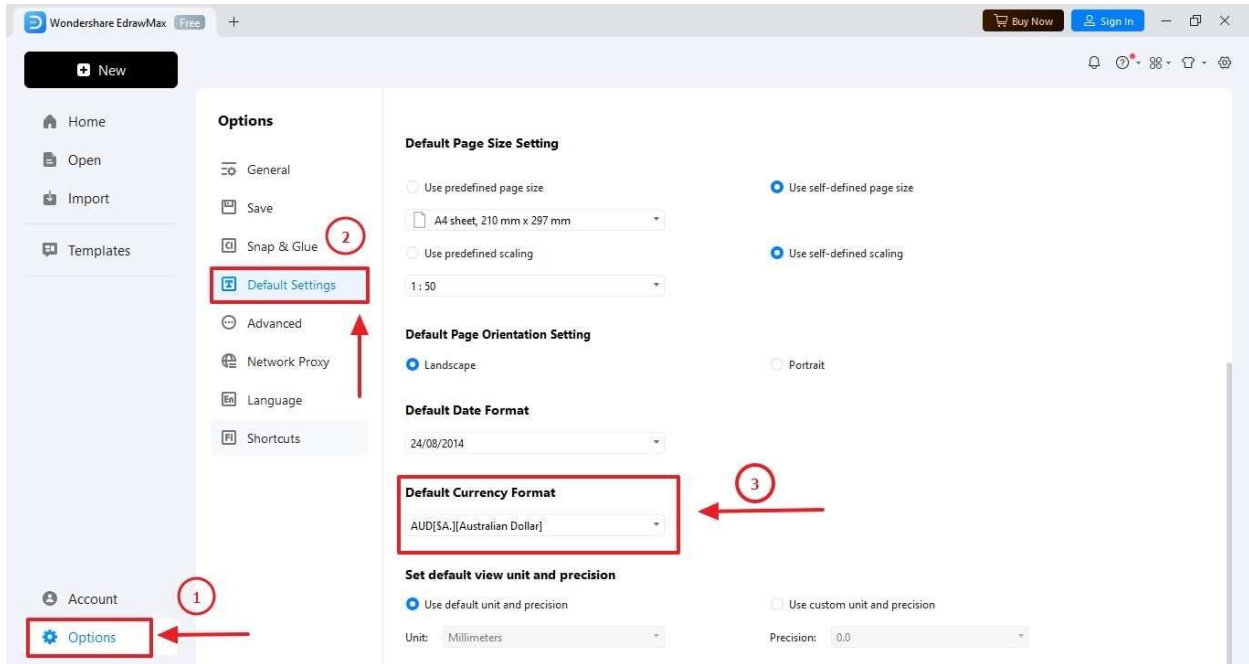 Wondershare EdrawMax Free
Buy Now
Sign In
New
Home
Open
Import
Templates
Account
1
Options
Options
General
Save
Snap & Glue
2
Default Settings
Advanced
Network Proxy
Language
Shortcuts
Default Page Size Setting
Use predefined page size
Use self-defined page size
A4 sheet, 210 mm x 297 mm
Use predefined scaling
Use self-defined scaling
1 : 50
Default Page Orientation Setting
Landscape
Portrait
Default Date Format
24/08/2014
Default Currency Format
3
AUD[$A.][Australian Dollar]
Set default view unit and precision
Use default unit and precision
Use custom unit and precision
Unit: Millimeters
Precision: 0.0